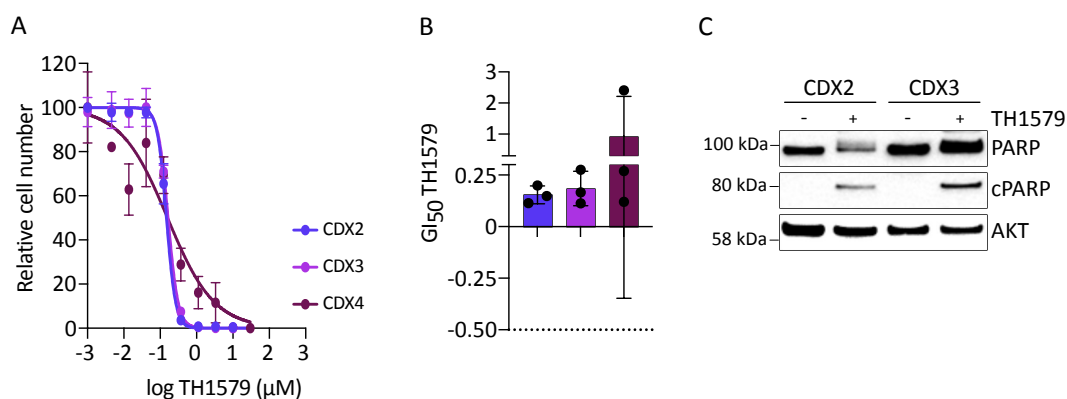 A
Relative cell number
120
100
80
60
40
20
0
-3 -2 -1 0 1 2 3
log TH1579 (µM)
CDX2
CDX3
CDX4
B
GI50 TH1579
3
2
1
0.25
0
-0.25
-0.50
C
CDX2 CDX3
- + - + TH1579
100 kDa PARP
80 kDa cPARP
58 kDa AKT